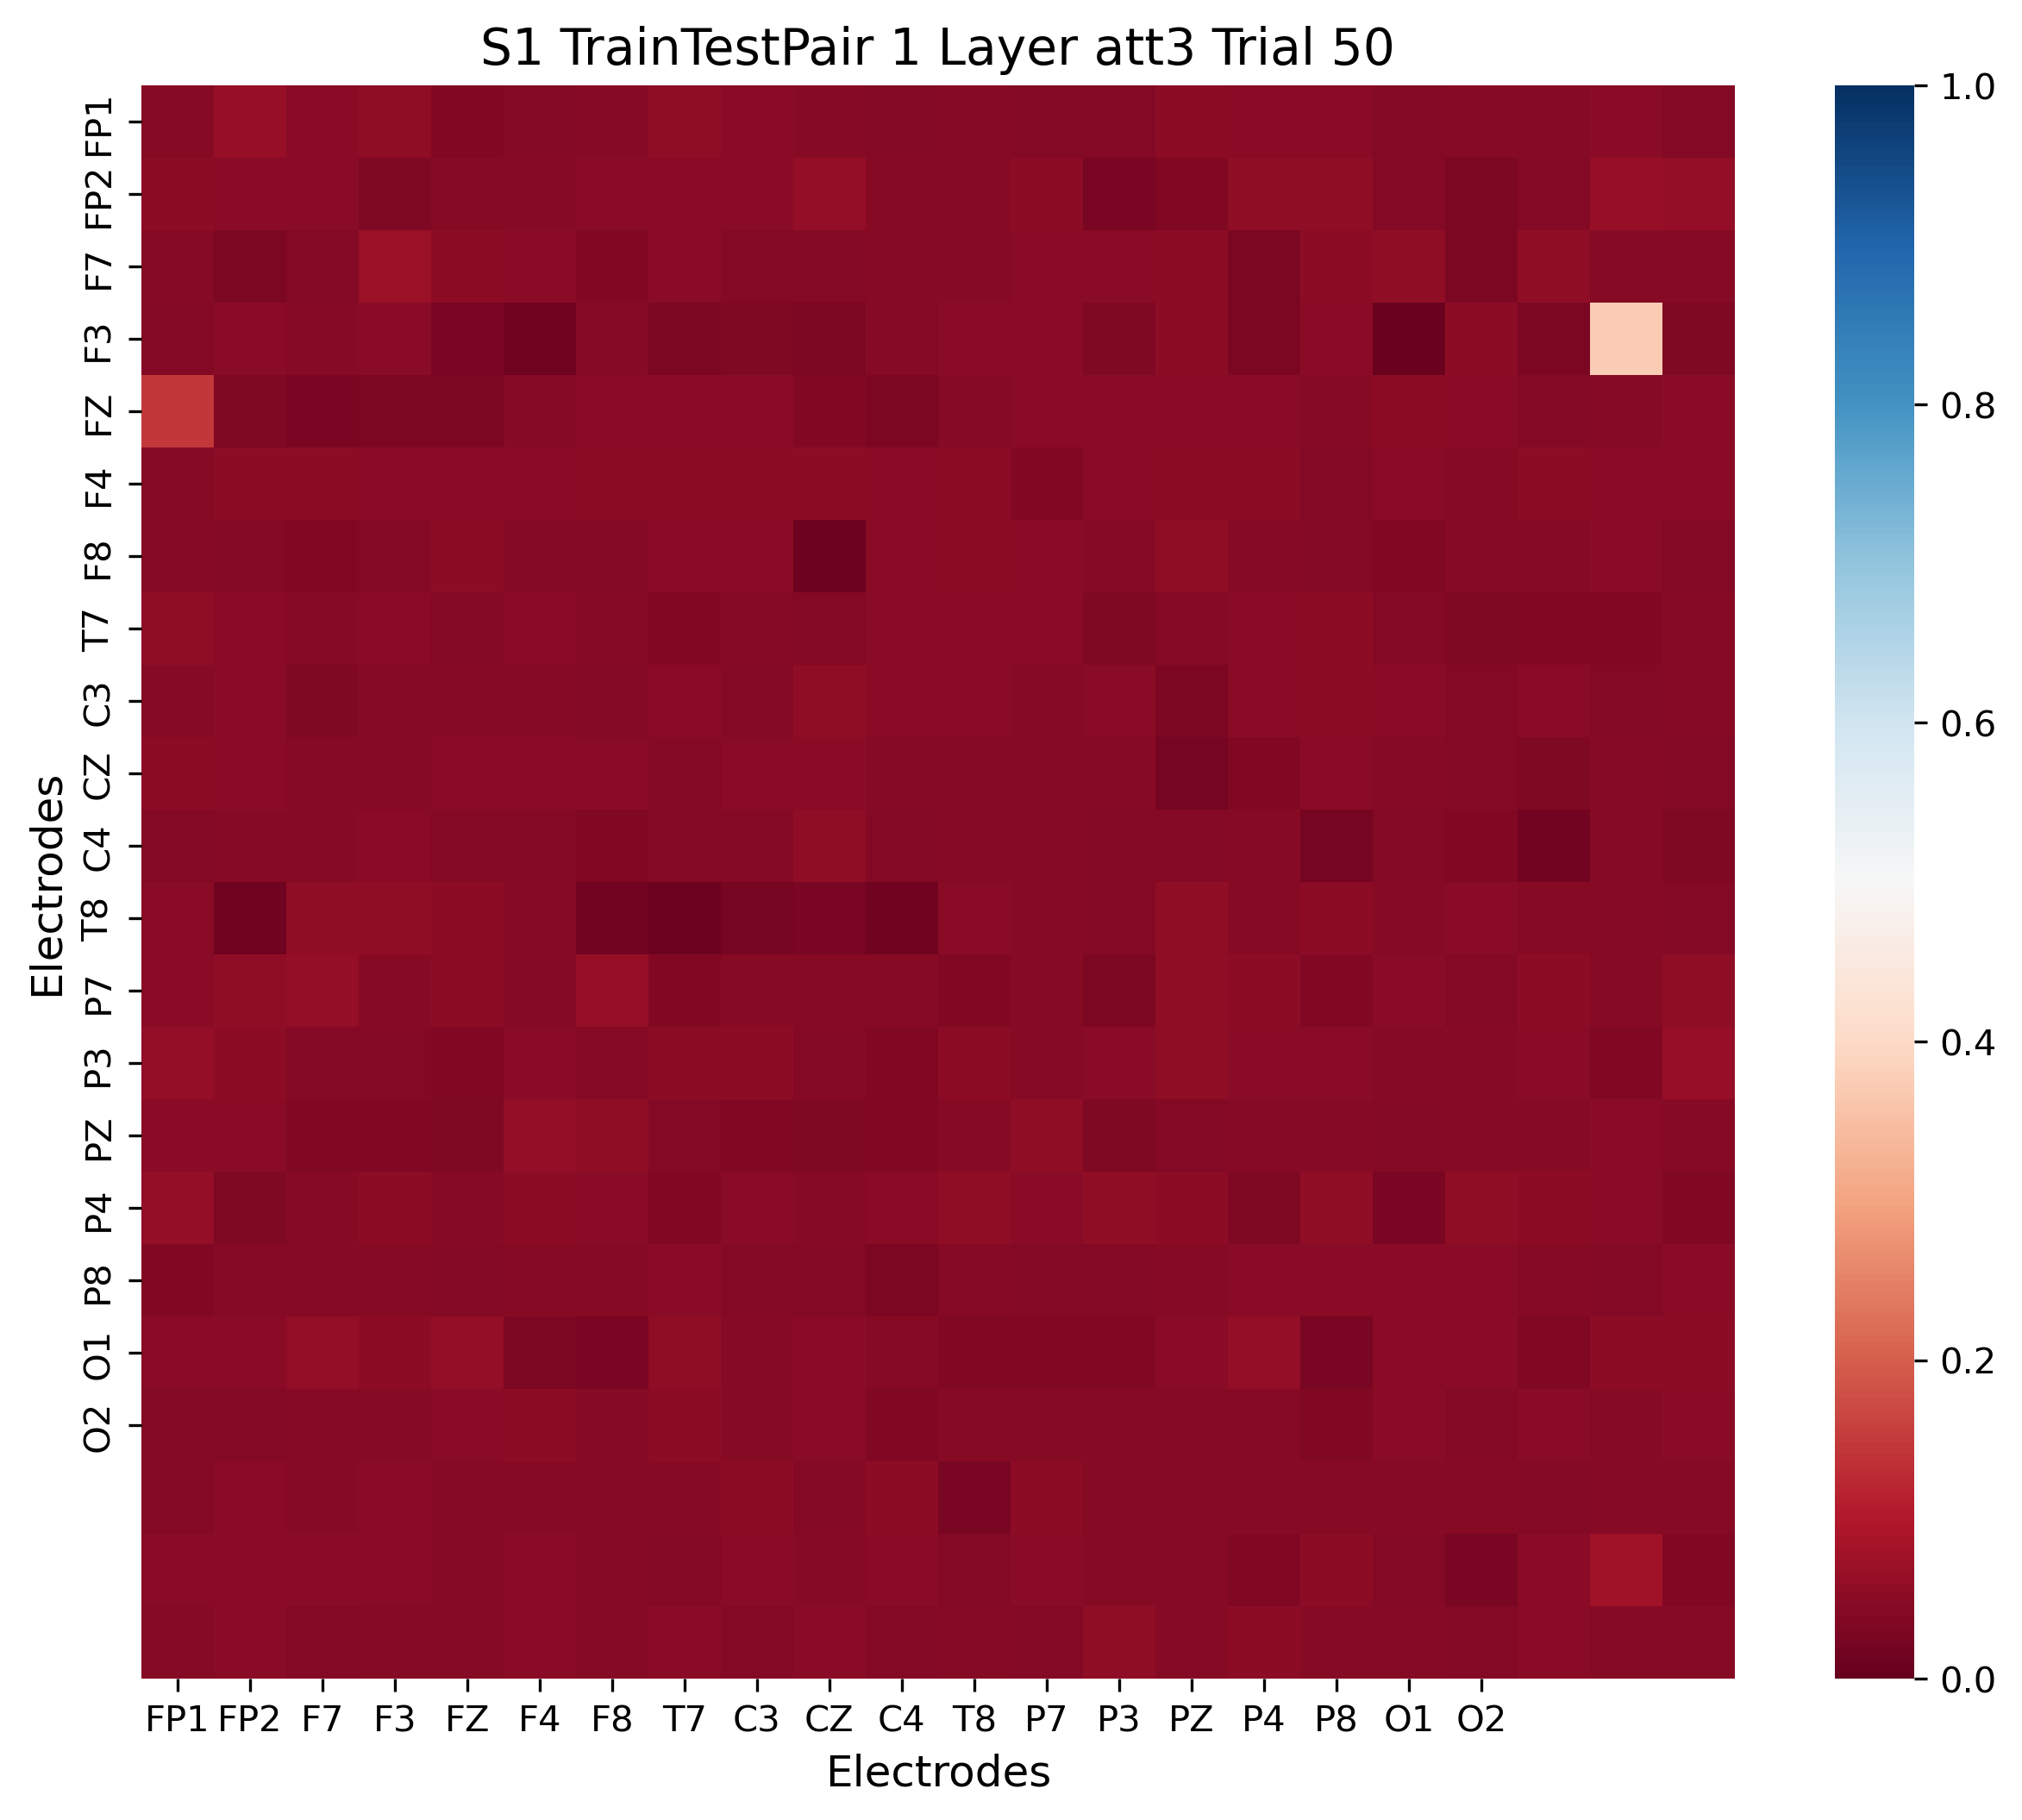 S1 TrainTestPair 1 Layer att3 Trial 50
Electrodes
FP1
FP2
F7
F3
FZ
F4
F8
T7
C3
CZ
C4
T8
P7
P3
PZ
P4
P8
O1
O2
FP1 FP2 F7 F3 FZ F4 F8 T7 C3 CZ C4 T8 P7 P3 PZ P4 P8 O1 O2
Electrodes
1.0
0.8
0.6
0.4
0.2
0.0